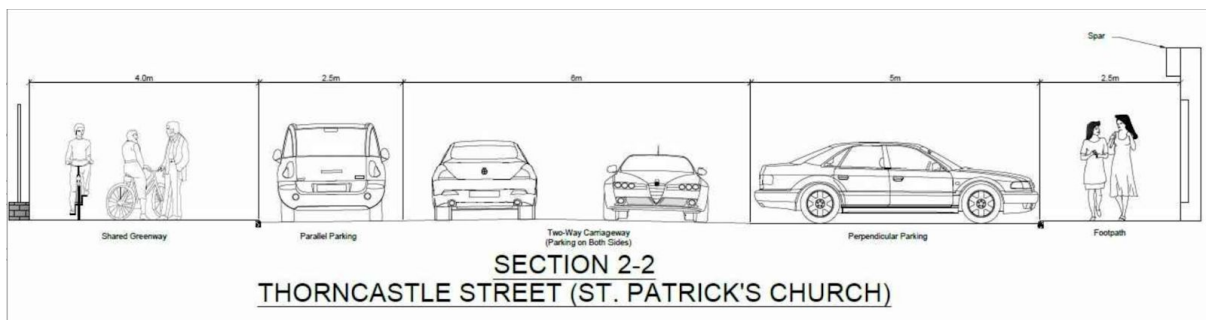 Spar
4.0m
2.5m
6m
5m
2.5m
Shared Greenway
Parallel Parking
Two-Way Carriageway
(Parking on Both Sides)
Perpendicular Parking
Footpath
SECTION 2-2
THORNCASTLE STREET (ST. PATRICK'S CHURCH)